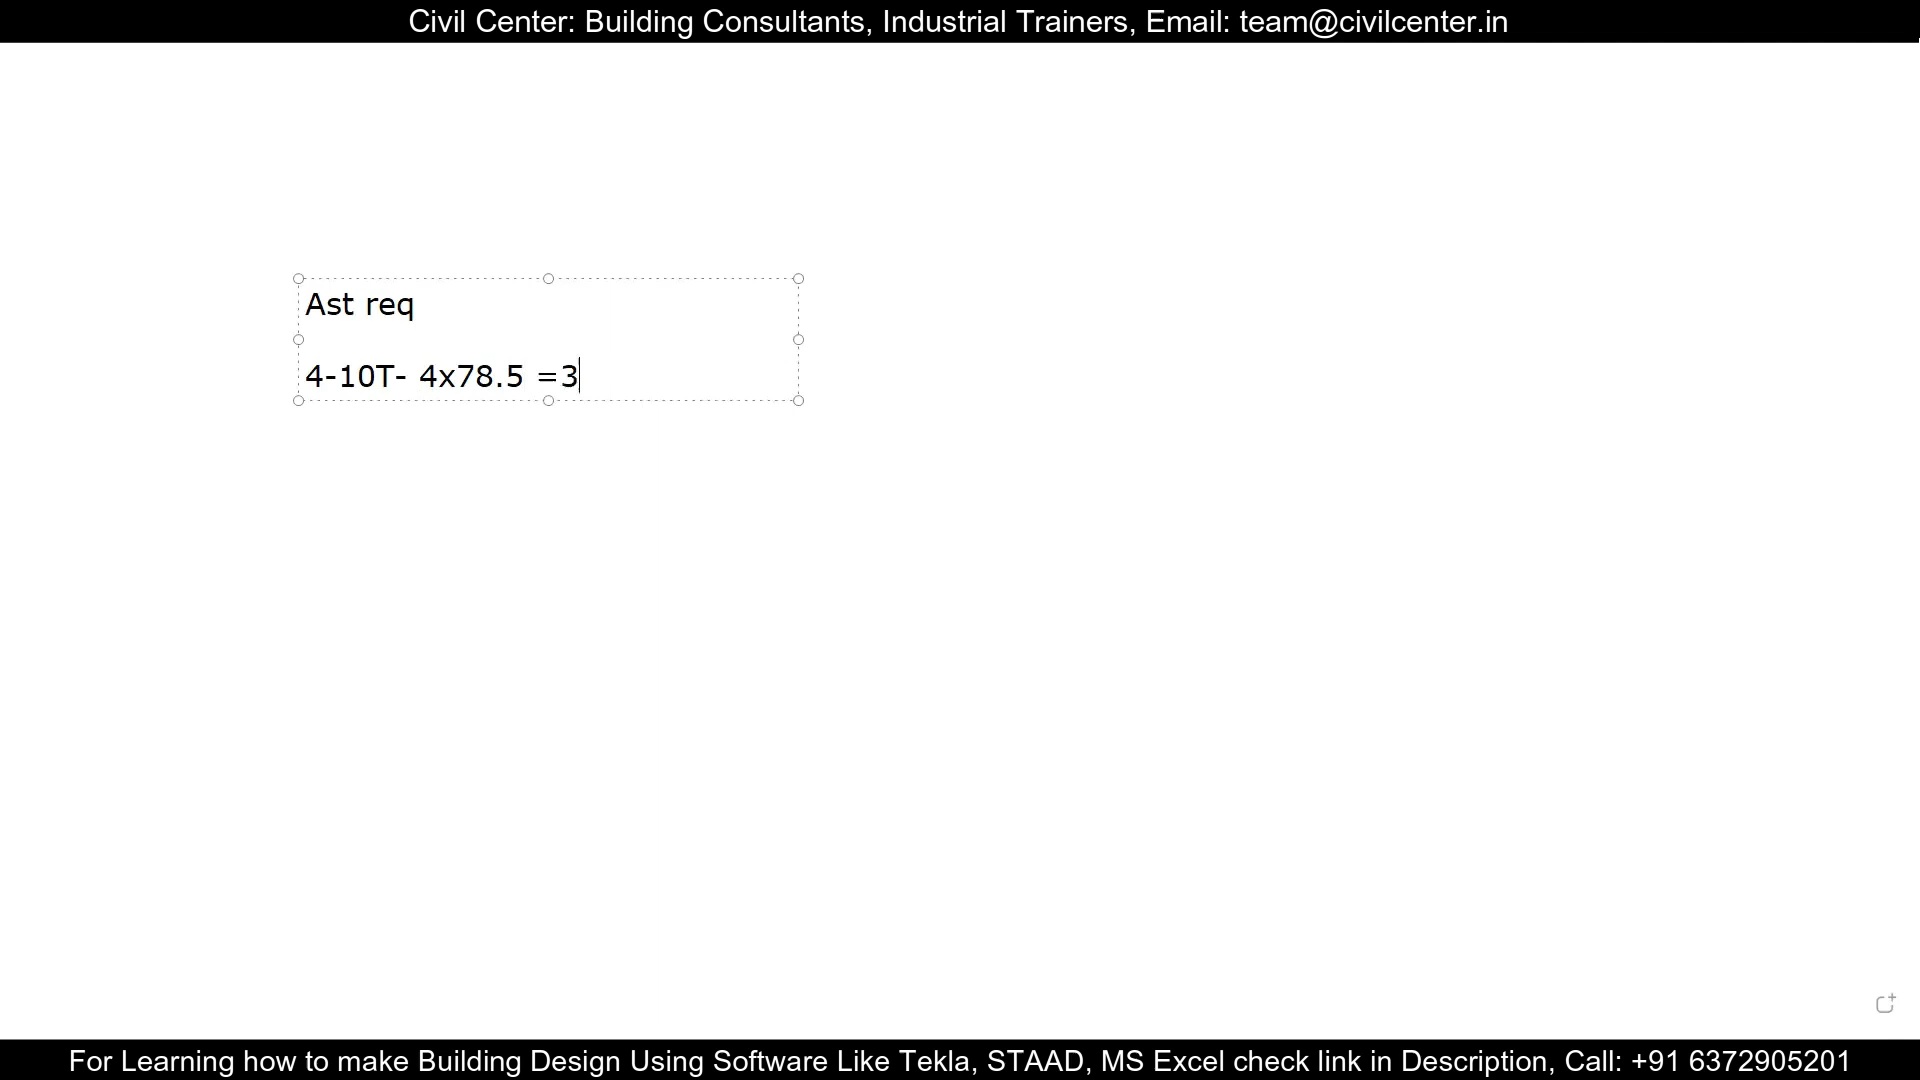 Civil Center: Building Consultants, Industrial Trainers, Email: team@civilcenter.in
Ast req
4-10T- 4x78.5 =3
For Learning how to make Building Design Using Software Like Tekla, STAAD, MS Excel check link in Description, Call: +91 6372905201